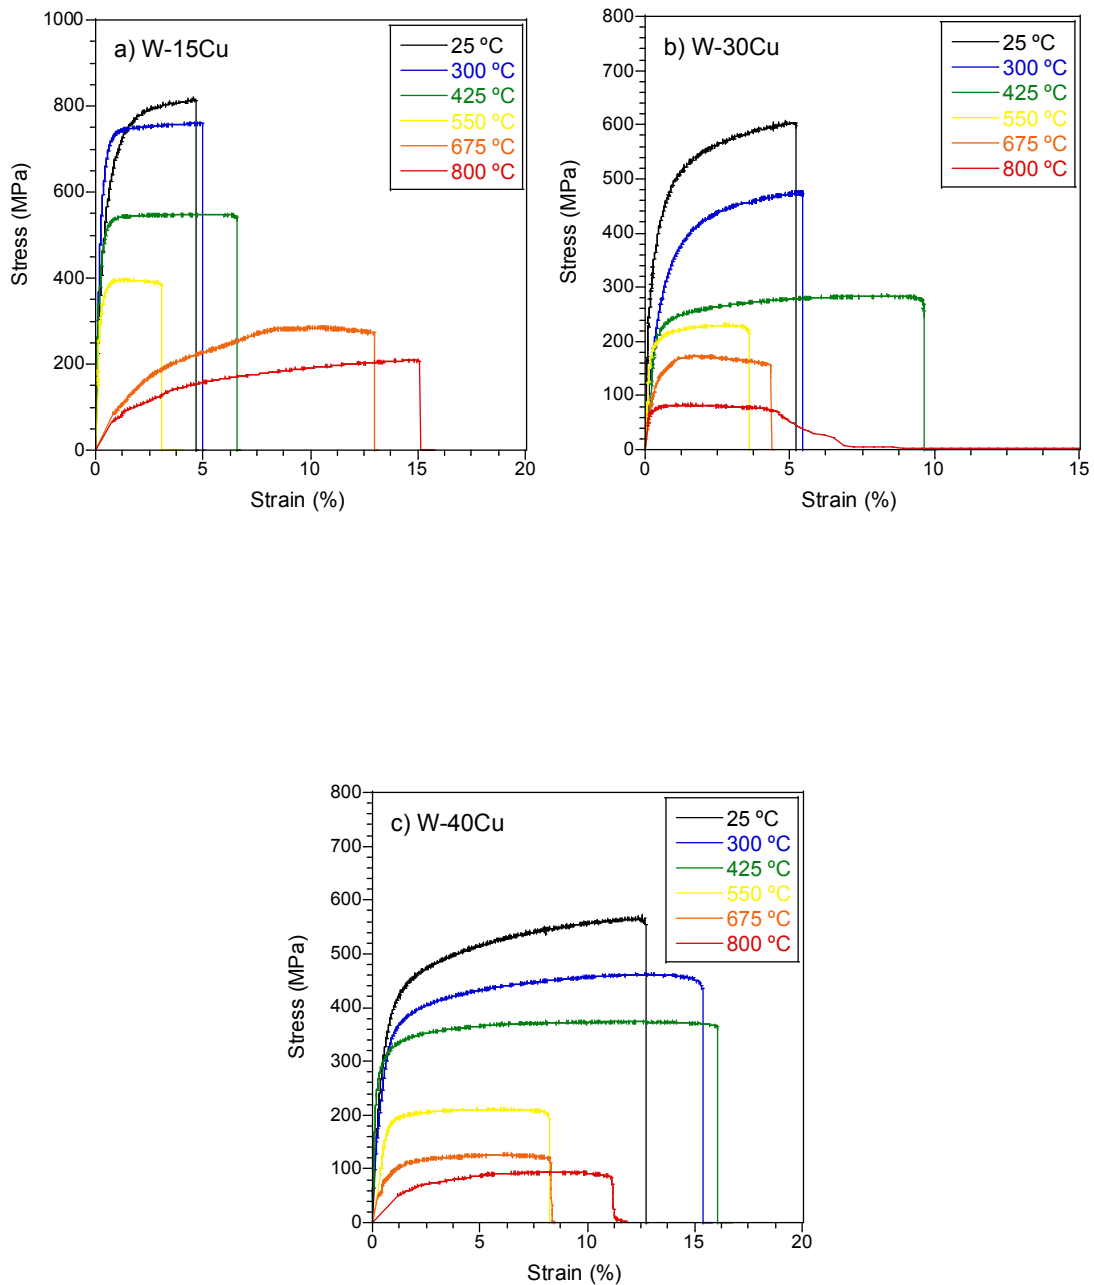 a) W-15Cu
25 ºC
300 ºC
425 ºC
550 ºC
675 ºC
800 ºC
1000
800
600
400
200
0
Stress (MPa)
0
5
10
15
20
Strain (%)
b) W-30Cu
25 ºC
300 ºC
425 ºC
550 ºC
675 ºC
800 ºC
800
700
600
500
400
300
200
100
0
Stress (MPa)
0
5
10
15
Strain (%)
c) W-40Cu
25 ºC
300 ºC
425 ºC
550 ºC
675 ºC
800 ºC
800
700
600
500
400
300
200
100
0
Stress (MPa)
0
5
10
15
20
Strain (%)